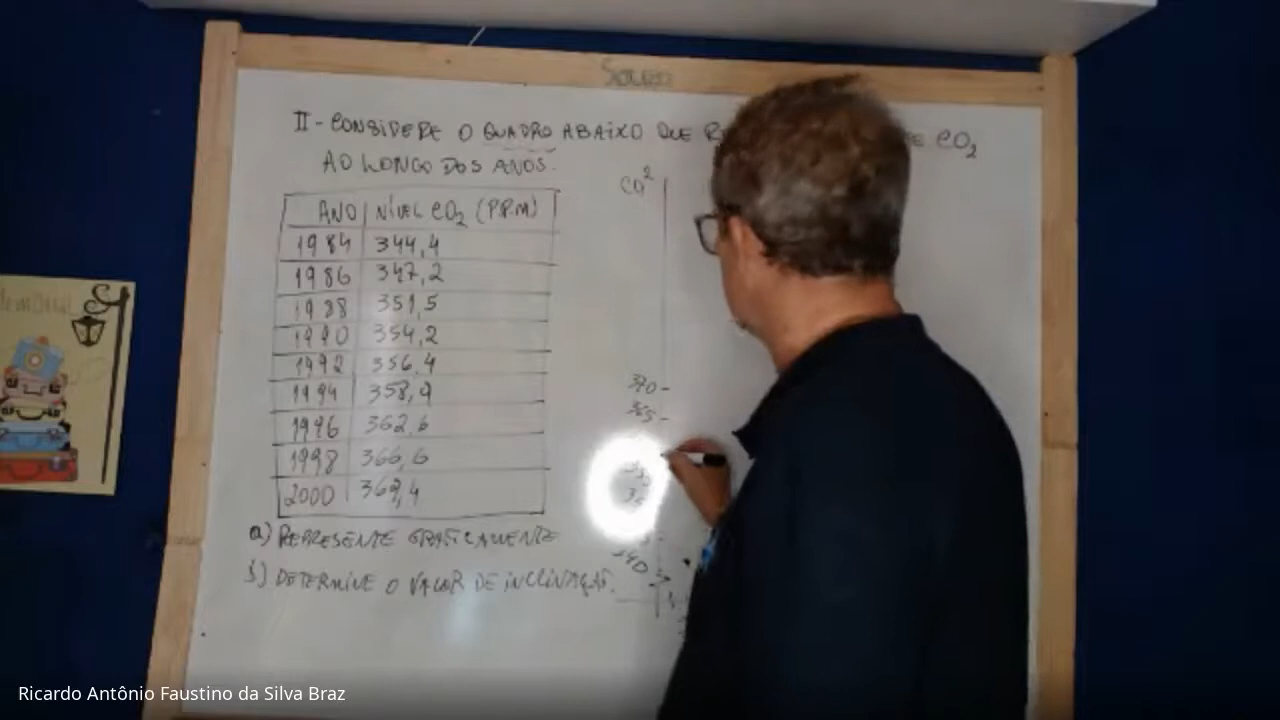 II - CONSIDERE O QUADRO ABAIXO QUE CO₂
AO LONGO DOS ANOS.
ANO NÍVEL CO₂ (P.P.M)
1984 344,4
1986 347,2
1988 351,5
1990 354,2
1992 356,4
1994 358,9
1996 362,6
1998 366,6
2000 369,4
a) REPRESENTE GRAFICAMENTE
b) DETERMINE O VALOR DE INCLINAÇÃO.
CO²
370
365
Ricardo Antônio Faustino da Silva Braz